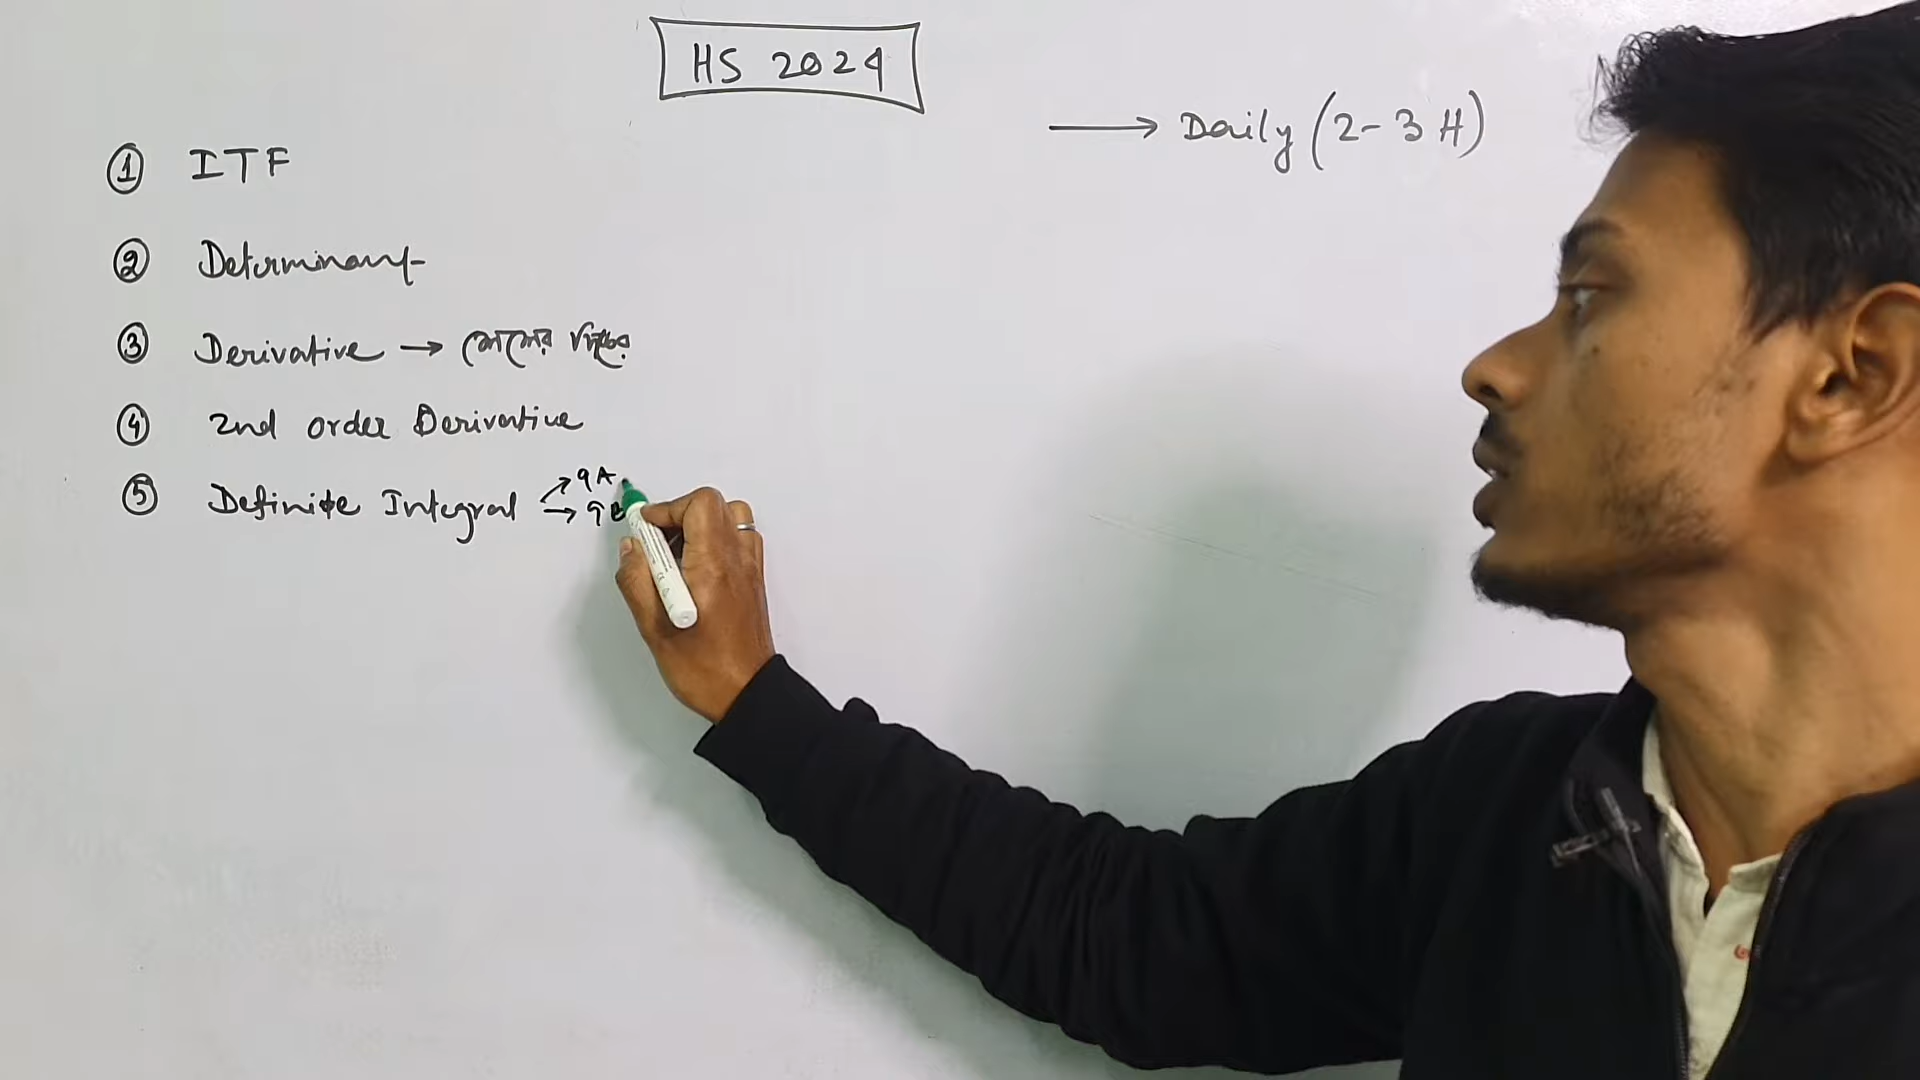 HS 2024
→ Daily (2-3 H)
① ITF
② Determinant
③ Derivative →
④ 2nd order Derivative
⑤ Definite Integral → 9A
→ 9B